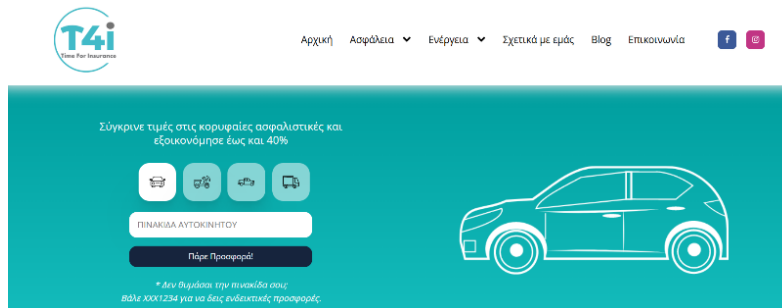 T4i
Time For Insurance
Αρχική Ασφάλεια Ενέργεια Σχετικά με εμάς Blog Επικοινωνία
Σύγκρινε τιμές στις κορυφαίες ασφαλιστικές και
εξοικονόμησε έως και 40%
ΠΙΝΑΚΙΔΑ ΑΥΤΟΚΙΝΗΤΟΥ
Πάρε Προσφορά!
* Δεν θυμάσαι την πινακίδα σου;
Βάλε XXX1234 για να δεις ενδεικτικές προσφορές.